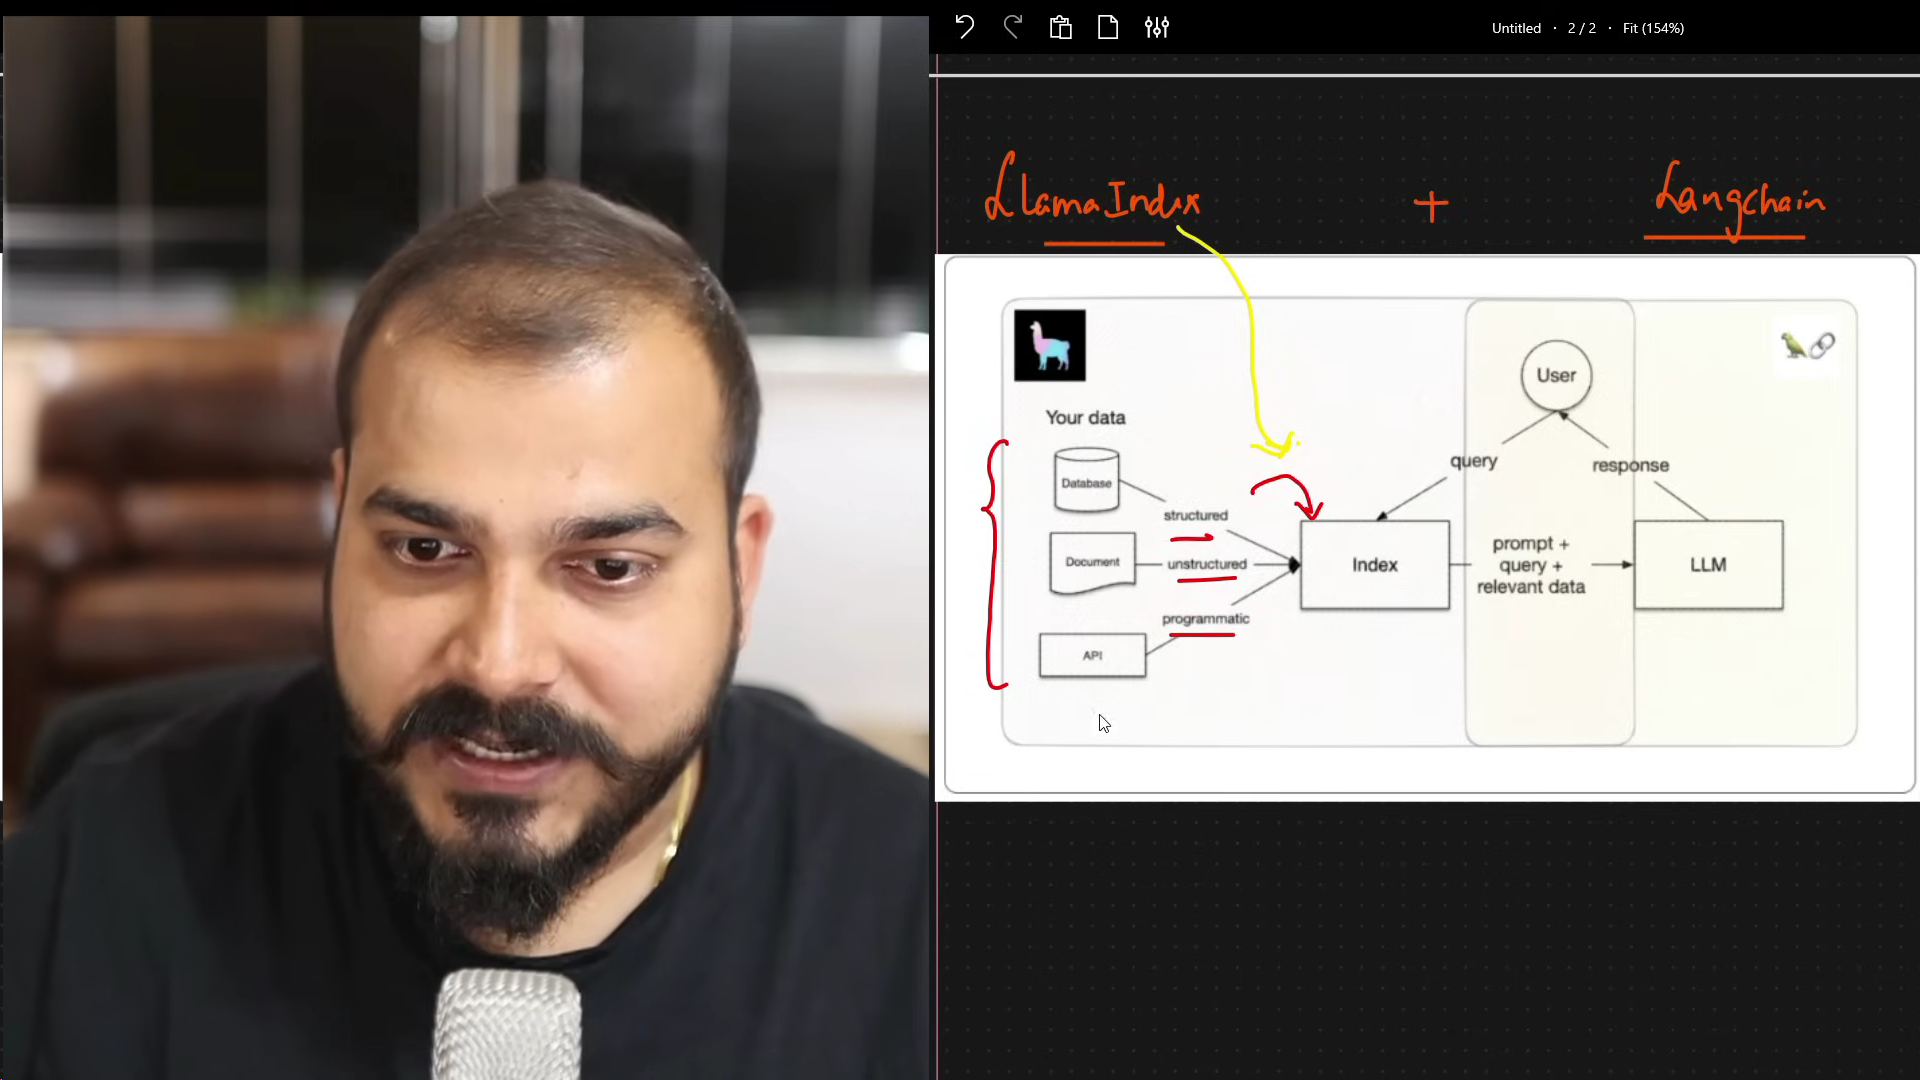 Untitled · 2 / 2 · Fit (154%)
LlamaIndex + Langchain
User
Your data
query
response
Database
structured
Document
unstructured
Index
prompt +
query +
relevant data
LLM
programmatic
API